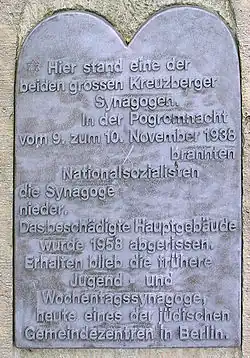 Hier stand eine der
beiden grossen Kreuzberger
Synagogen.
In der Pogromnacht
vom 9. zum 10. November 1938
brannten
Nationalsozialisten
die Synagoge
nieder.
Das beschädigte Hauptgebäude
wurde 1958 abgerissen.
Erhalten blieb die frühere
Jugend - und
Wochentagssynagoge,
heute eines der jüdischen
Gemeindezentren in Berlin.